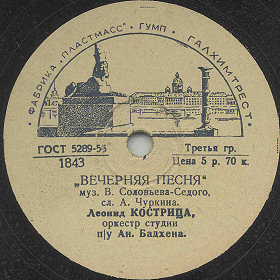 ФАБРИКА „ПЛАСТМАСС" • ГУМП • ГАЛХИМТРЕСТ
ГОСТ 5289-56
1843
Третья гр.
Цена 5 р. 70 к.
„ВЕЧЕРНЯЯ ПЕСНЯ"
муз. В. Соловьева-Седого,
сл. А. Чуркина.
Леонид КОСТРИЦА,
оркестр студии
п|у Ан. Бадхена.